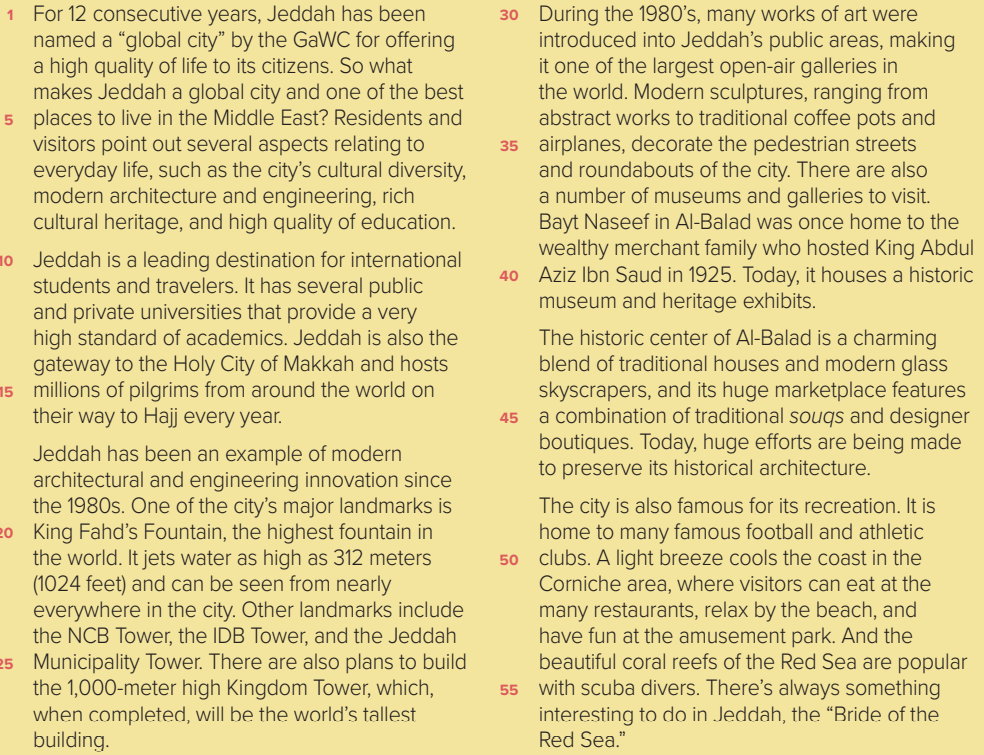 1 For 12 consecutive years, Jeddah has been
named a “global city” by the GaWC for offering
a high quality of life to its citizens. So what
makes Jeddah a global city and one of the best
5 places to live in the Middle East? Residents and
visitors point out several aspects relating to
everyday life, such as the city’s cultural diversity,
modern architecture and engineering, rich
cultural heritage, and high quality of education.
10 Jeddah is a leading destination for international
students and travelers. It has several public
and private universities that provide a very
high standard of academics. Jeddah is also the
gateway to the Holy City of Makkah and hosts
15 millions of pilgrims from around the world on
their way to Hajj every year.
Jeddah has been an example of modern
architectural and engineering innovation since
the 1980s. One of the city’s major landmarks is
20 King Fahd’s Fountain, the highest fountain in
the world. It jets water as high as 312 meters
(1024 feet) and can be seen from nearly
everywhere in the city. Other landmarks include
the NCB Tower, the IDB Tower, and the Jeddah
25 Municipality Tower. There are also plans to build
the 1,000-meter high Kingdom Tower, which,
when completed, will be the world’s tallest
building.
30 During the 1980’s, many works of art were
introduced into Jeddah’s public areas, making
it one of the largest open-air galleries in
the world. Modern sculptures, ranging from
abstract works to traditional coffee pots and
35 airplanes, decorate the pedestrian streets
and roundabouts of the city. There are also
a number of museums and galleries to visit.
Bayt Naseef in Al-Balad was once home to the
wealthy merchant family who hosted King Abdul
40 Aziz Ibn Saud in 1925. Today, it houses a historic
museum and heritage exhibits.
The historic center of Al-Balad is a charming
blend of traditional houses and modern glass
skyscrapers, and its huge marketplace features
45 a combination of traditional souqs and designer
boutiques. Today, huge efforts are being made
to preserve its historical architecture.
The city is also famous for its recreation. It is
home to many famous football and athletic
50 clubs. A light breeze cools the coast in the
Corniche area, where visitors can eat at the
many restaurants, relax by the beach, and
have fun at the amusement park. And the
beautiful coral reefs of the Red Sea are popular
55 with scuba divers. There’s always something
interesting to do in Jeddah, the “Bride of the
Red Sea.”